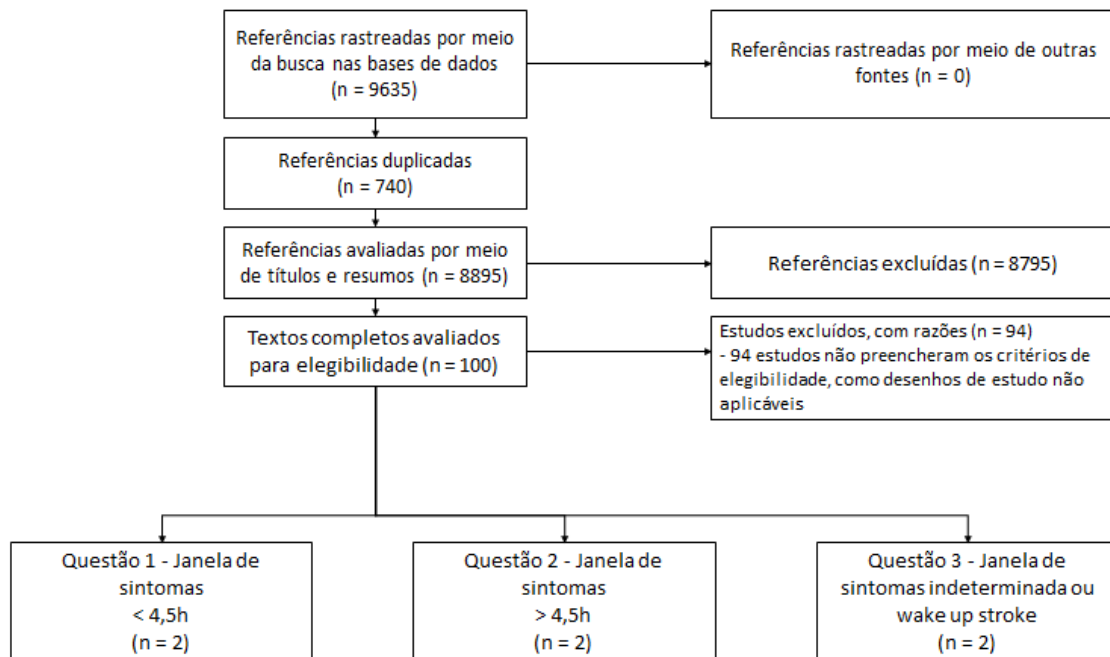 Referências rastreadas por meio
da busca nas bases de dados
(n = 9635)
Referências rastreadas por meio de outras
fontes (n = 0)
Referências duplicadas
(n = 740)
Referências avaliadas por meio
de títulos e resumos (n = 8895)
Referências excluídas (n = 8795)
Textos completos avaliados
para elegibilidade (n = 100)
Estudos excluídos, com razões (n = 94)
- 94 estudos não preencheram os critérios de
elegibilidade, como desenhos de estudo não
aplicáveis
Questão 1 - Janela de
sintomas
< 4,5h
(n = 2)
Questão 2 - Janela de
sintomas
> 4,5h
(n = 2)
Questão 3 - Janela de
sintomas indeterminada ou
wake up stroke
(n = 2)